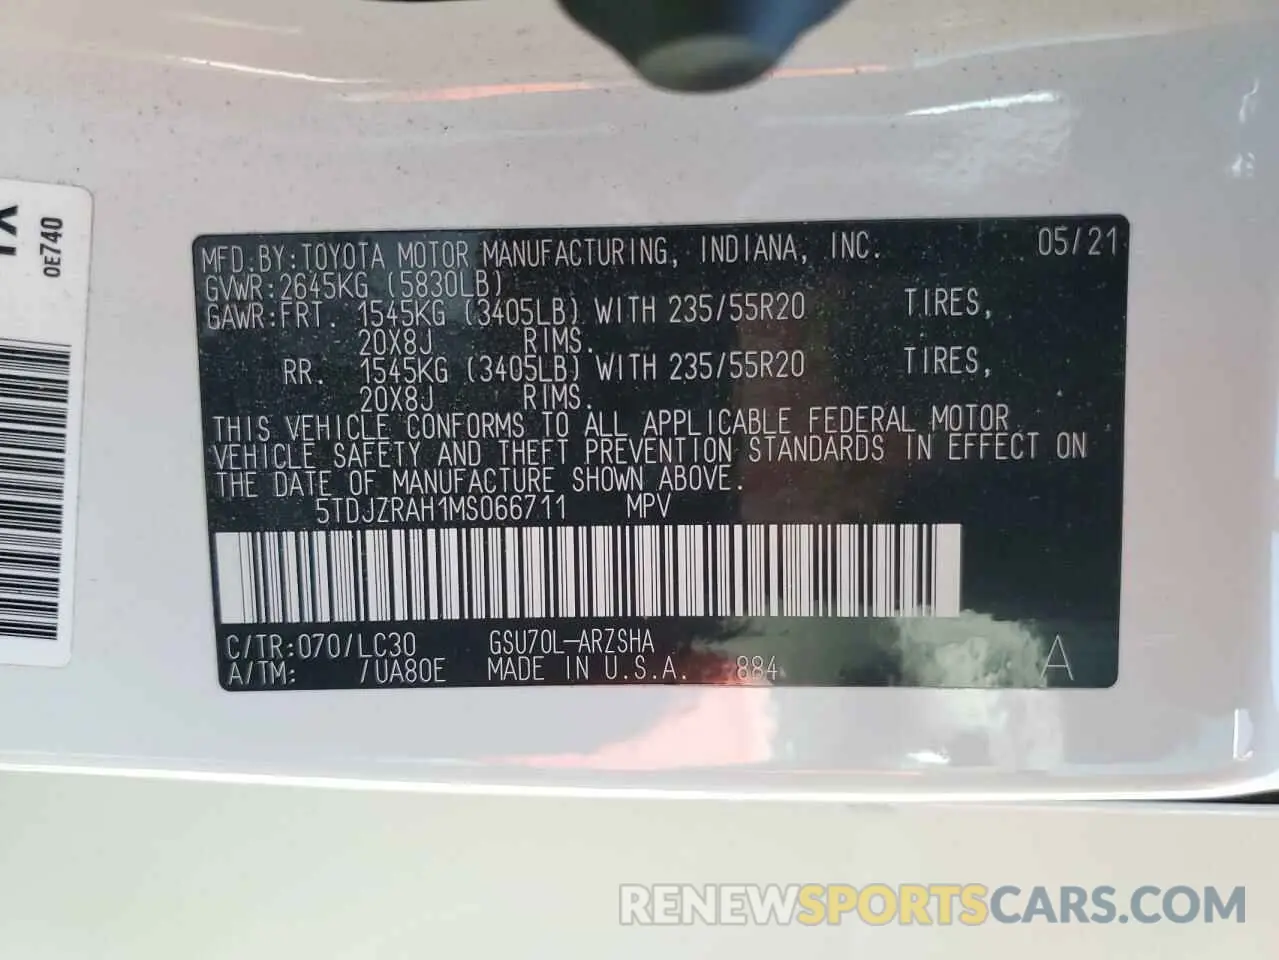 OE740
MFD.BY:TOYOTA MOTOR MANUFACTURING, INDIANA, INC. 05/21
GVWR:2645KG (5830LB)
GAWR:FRT. 1545KG (3405LB) WITH 235/55R20 TIRES,
20X8J RIMS.
RR. 1545KG (3405LB) WITH 235/55R20 TIRES,
20X8J RIMS.
THIS VEHICLE CONFORMS TO ALL APPLICABLE FEDERAL MOTOR
VEHICLE SAFETY AND THEFT PREVENTION STANDARDS IN EFFECT ON
THE DATE OF MANUFACTURE SHOWN ABOVE.
5TDJZRAH1MS066711 MPV
C/TR:070/LC30 GSU70L-ARZSHA
A/TM: /UA80E MADE IN U.S.A. 884 A
RENEWSPORTSCARS.COM